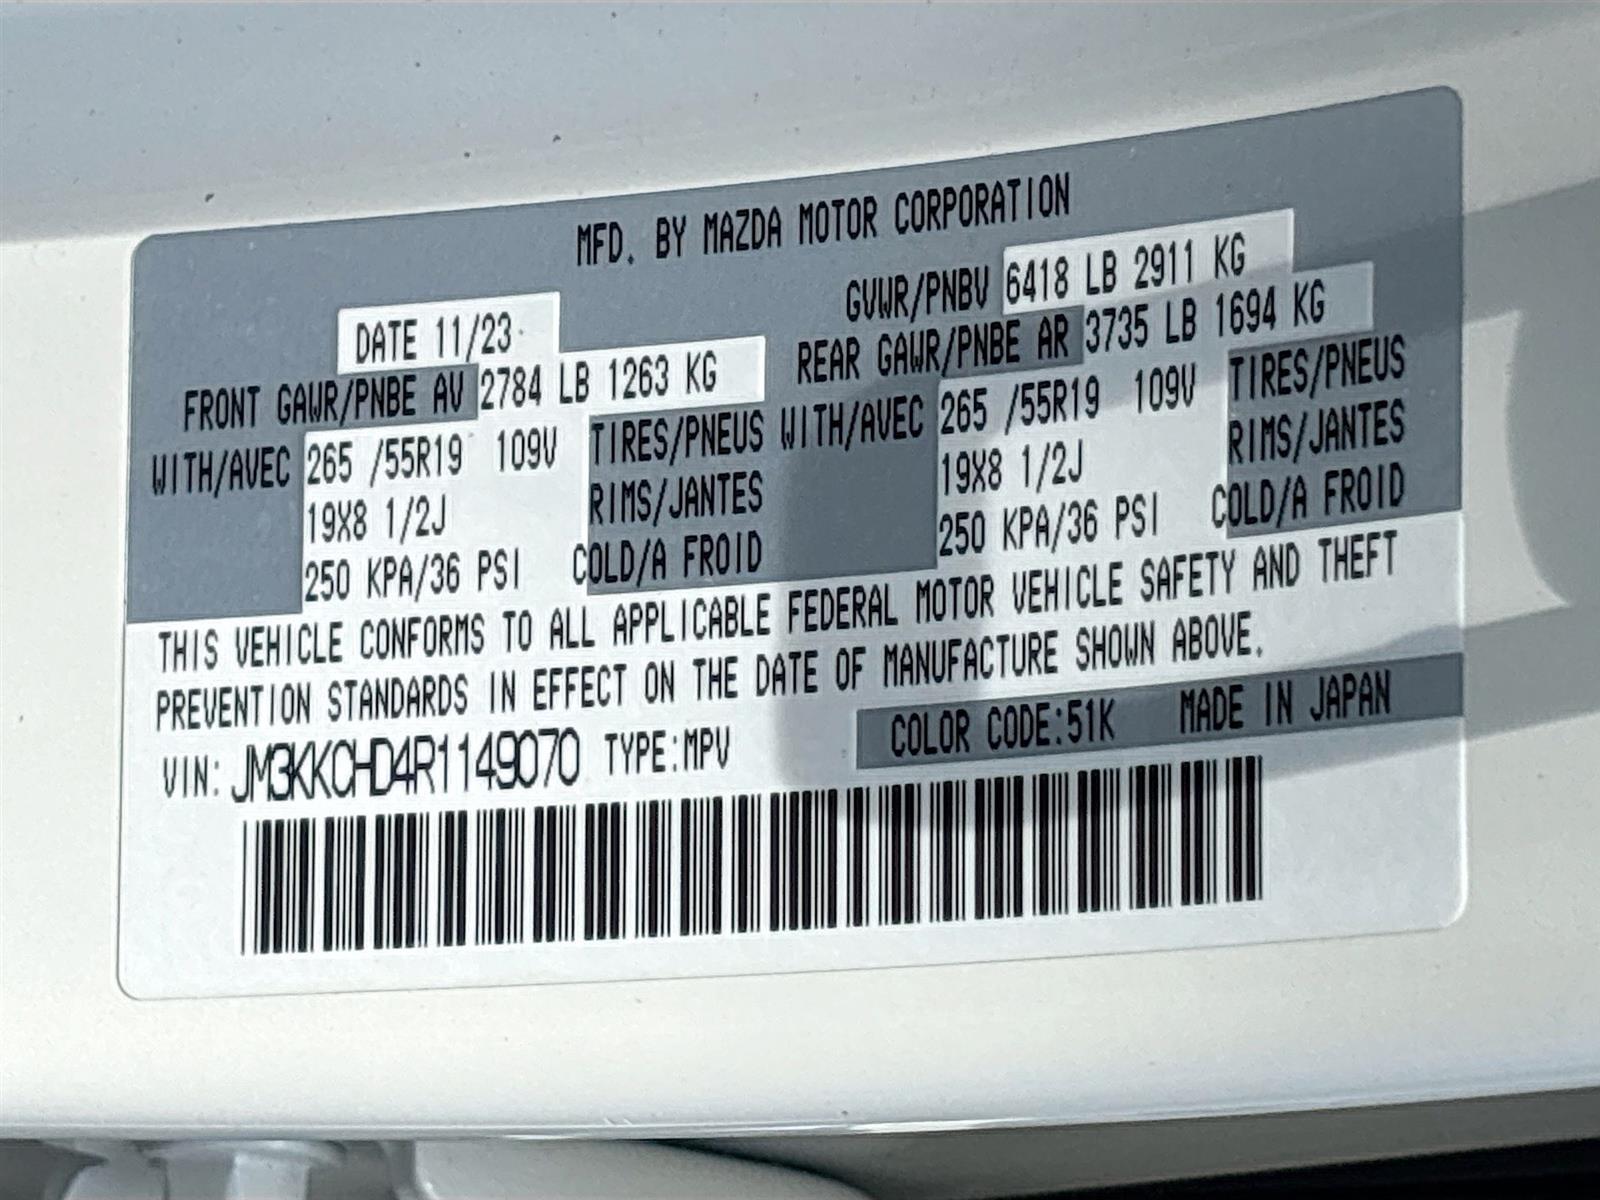 MFD. BY MAZDA MOTOR CORPORATION
DATE 11/23
GVWR/PNBV 6418 LB 2911 KG
FRONT GAWR/PNBE AV 2784 LB 1263 KG
REAR GAWR/PNBE AR 3735 LB 1694 KG
WITH/AVEC 265 /55R19 109V TIRES/PNEUS
19X8 1/2J RIMS/JANTES
250 KPA/36 PSI COLD/A FROID
WITH/AVEC 265 /55R19 109V TIRES/PNEUS
19X8 1/2J RIMS/JANTES
250 KPA/36 PSI COLD/A FROID
THIS VEHICLE CONFORMS TO ALL APPLICABLE FEDERAL MOTOR VEHICLE SAFETY AND THEFT
PREVENTION STANDARDS IN EFFECT ON THE DATE OF MANUFACTURE SHOWN ABOVE.
VIN: JM3KKCHD4R1149070 TYPE:MPV
COLOR CODE:51K MADE IN JAPAN